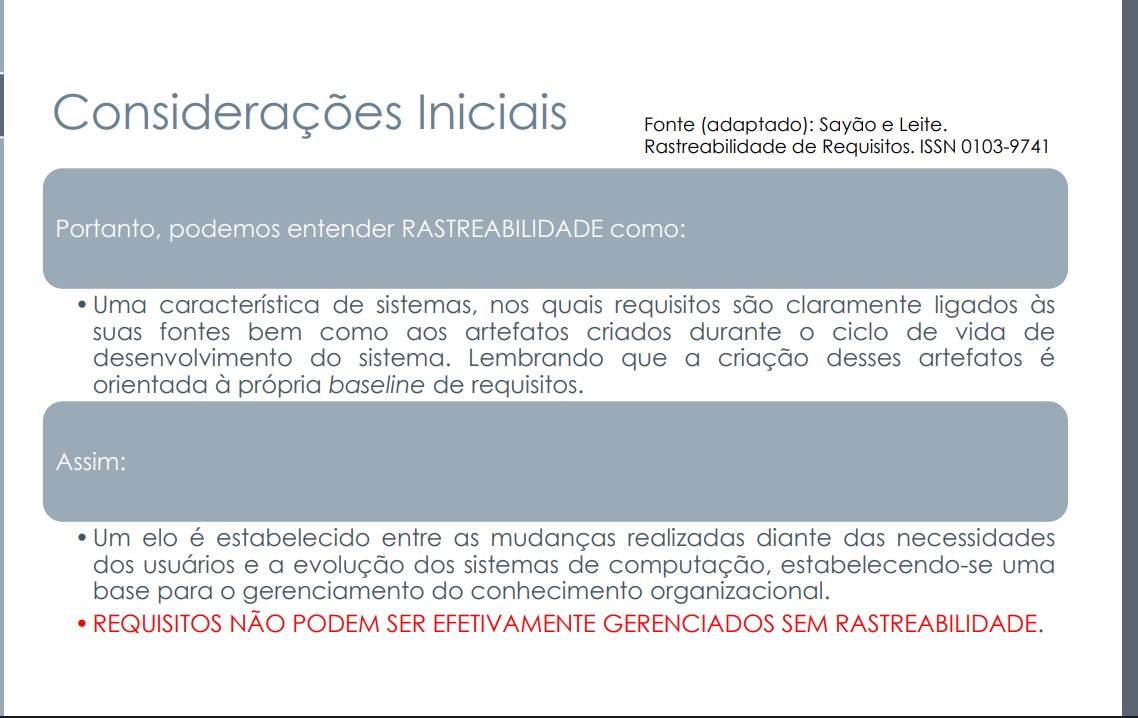 Considerações Iniciais
Fonte (adaptado): Sayão e Leite.
Rastreabilidade de Requisitos. ISSN 0103-9741
Portanto, podemos entender RASTREABILIDADE como:
• Uma característica de sistemas, nos quais requisitos são claramente ligados às
suas fontes bem como aos artefatos criados durante o ciclo de vida de
desenvolvimento do sistema. Lembrando que a criação desses artefatos é
orientada à própria baseline de requisitos.
Assim:
• Um elo é estabelecido entre as mudanças realizadas diante das necessidades
dos usuários e a evolução dos sistemas de computação, estabelecendo-se uma
base para o gerenciamento do conhecimento organizacional.
• REQUISITOS NÃO PODEM SER EFETIVAMENTE GERENCIADOS SEM RASTREABILIDADE.